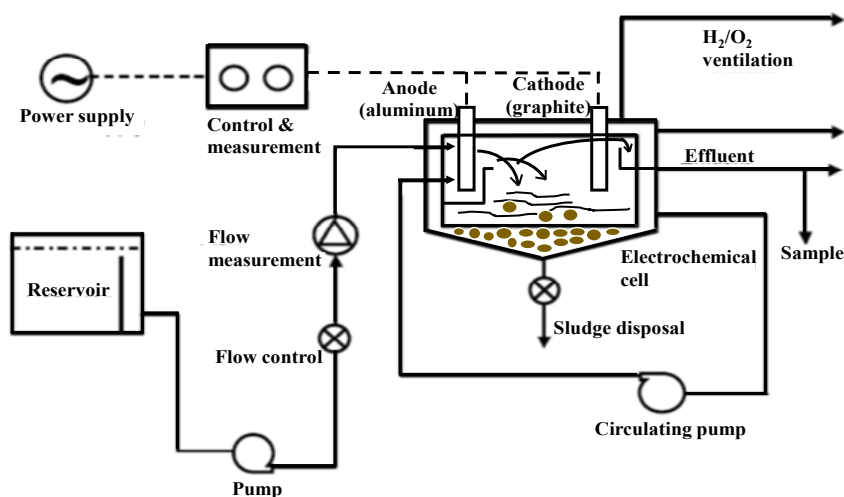 H₂/O₂
ventilation
Anode
(aluminum)
Cathode
(graphite)
Power supply
Control &
measurement
Effluent
Flow
measurement
Electrochemical
cell
Sample
Reservoir
Sludge disposal
Flow control
Circulating pump
Pump